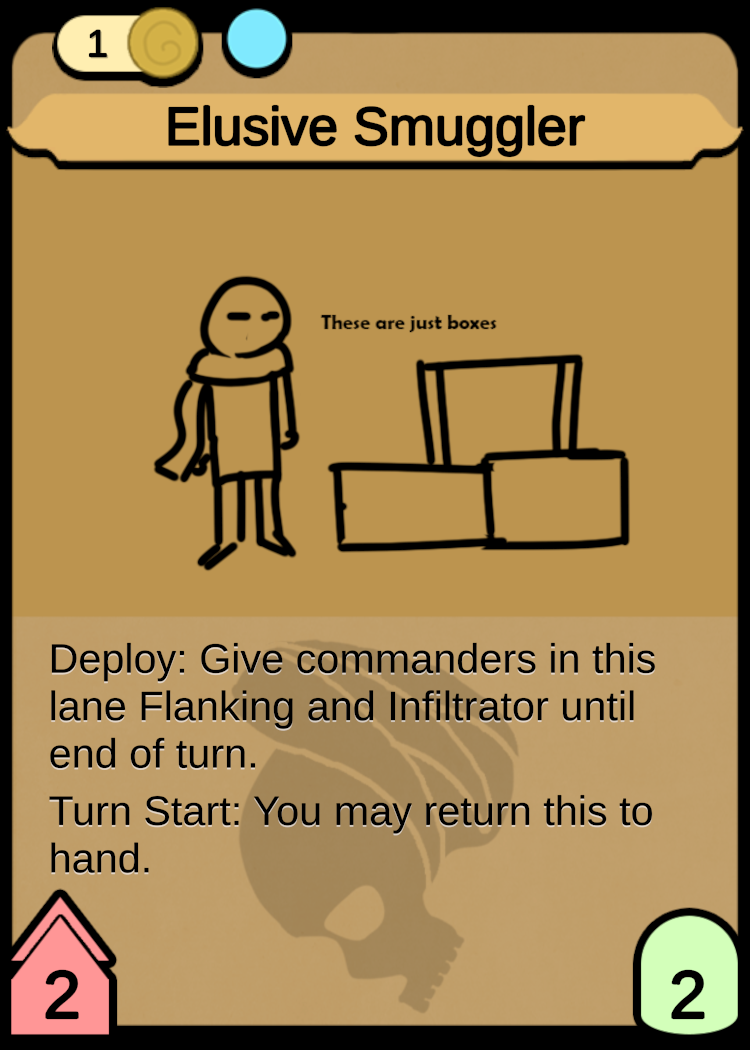 1
Elusive Smuggler
These are just boxes
Deploy: Give commanders in this
lane Flanking and Infiltrator until
end of turn.
Turn Start: You may return this to
hand.
2
2